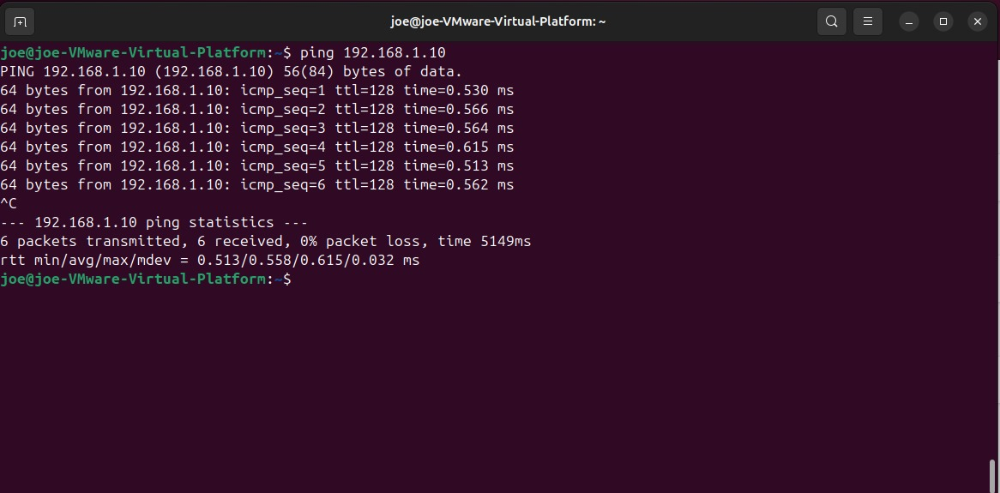 joe@joe-VMware-Virtual-Platform: ~
joe@joe-VMware-Virtual-Platform:~$ ping 192.168.1.10
PING 192.168.1.10 (192.168.1.10) 56(84) bytes of data.
64 bytes from 192.168.1.10: icmp_seq=1 ttl=128 time=0.530 ms
64 bytes from 192.168.1.10: icmp_seq=2 ttl=128 time=0.566 ms
64 bytes from 192.168.1.10: icmp_seq=3 ttl=128 time=0.564 ms
64 bytes from 192.168.1.10: icmp_seq=4 ttl=128 time=0.615 ms
64 bytes from 192.168.1.10: icmp_seq=5 ttl=128 time=0.513 ms
64 bytes from 192.168.1.10: icmp_seq=6 ttl=128 time=0.562 ms
^C
--- 192.168.1.10 ping statistics ---
6 packets transmitted, 6 received, 0% packet loss, time 5149ms
rtt min/avg/max/mdev = 0.513/0.558/0.615/0.032 ms
joe@joe-VMware-Virtual-Platform:~$